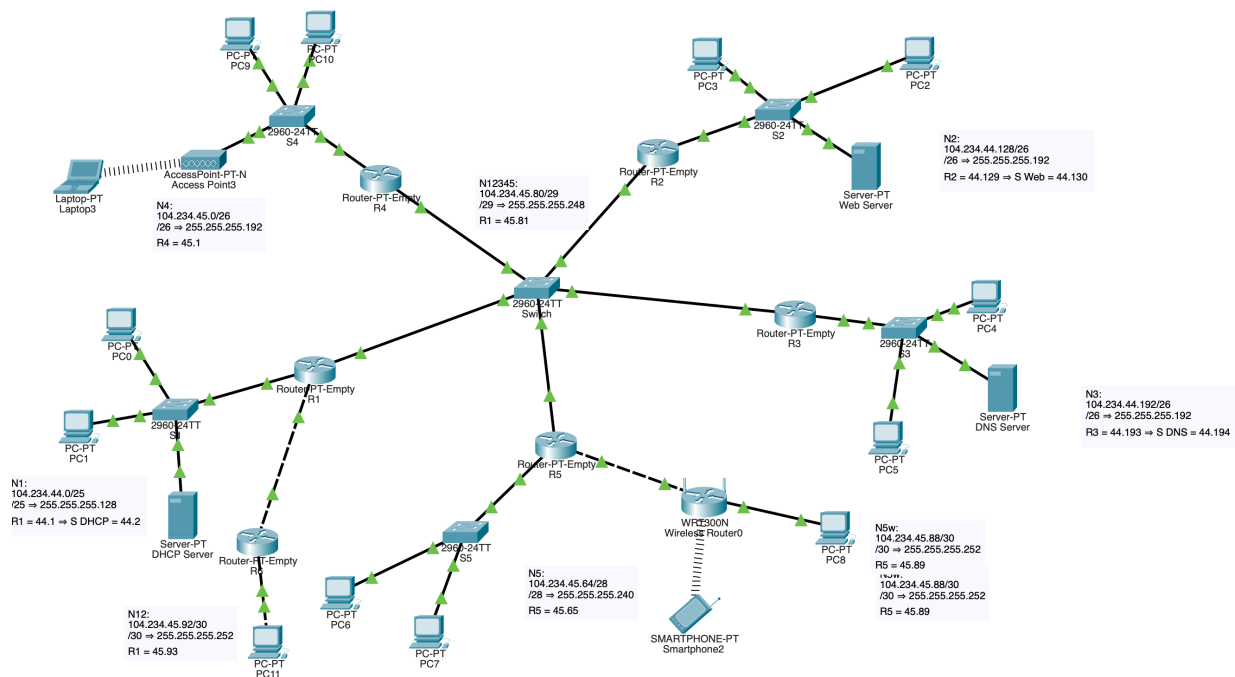 PC-PT
PC9
PC-PT
PC10
2960-24TT
S4
AccessPoint-PT-N
Access Point3
Laptop-PT
Laptop3
Router-PT-Empty
R4
N4:
104.234.45.0/26
/26 ⇒ 255.255.255.192
R4 = 45.1
N12345:
104.234.45.80/29
/29 ⇒ 255.255.255.248
R1 = 45.81
PC-PT
PC3
PC-PT
PC2
2960-24TT
S2
Router-PT-Empty
R2
Server-PT
Web Server
N2:
104.234.44.128/26
/26 ⇒ 255.255.255.192
R2 = 44.129 ⇒ S Web = 44.130
2960-24TT
Switch
PC-PT
PC4
Router-PT-Empty
R3
2960-24TT
S3
Server-PT
DNS Server
PC-PT
PC5
N3:
104.234.44.192/26
/26 ⇒ 255.255.255.192
R3 = 44.193 ⇒ S DNS = 44.194
PC-PT
PC0
Router-PT-Empty
R1
2960-24TT
PC-PT
PC1
N1:
104.234.44.0/25
/25 ⇒ 255.255.255.128
R1 = 44.1 ⇒ S DHCP = 44.2
Server-PT
DHCP Server
Router-PT-Empty
N12:
104.234.45.92/30
/30 ⇒ 255.255.255.252
R1 = 45.93
PC-PT
PC11
Router-PT-Empty
R5
2960-24TT
S5
PC-PT
PC6
PC-PT
PC7
N5:
104.234.45.64/28
/28 ⇒ 255.255.255.240
R5 = 45.65
Wireless Router0
PC-PT
PC8
SMARTPHONE-PT
Smartphone2
N5w:
104.234.45.88/30
/30 ⇒ 255.255.255.252
R5 = 45.89
N5w:
104.234.45.88/30
/30 ⇒ 255.255.255.252
R5 = 45.89